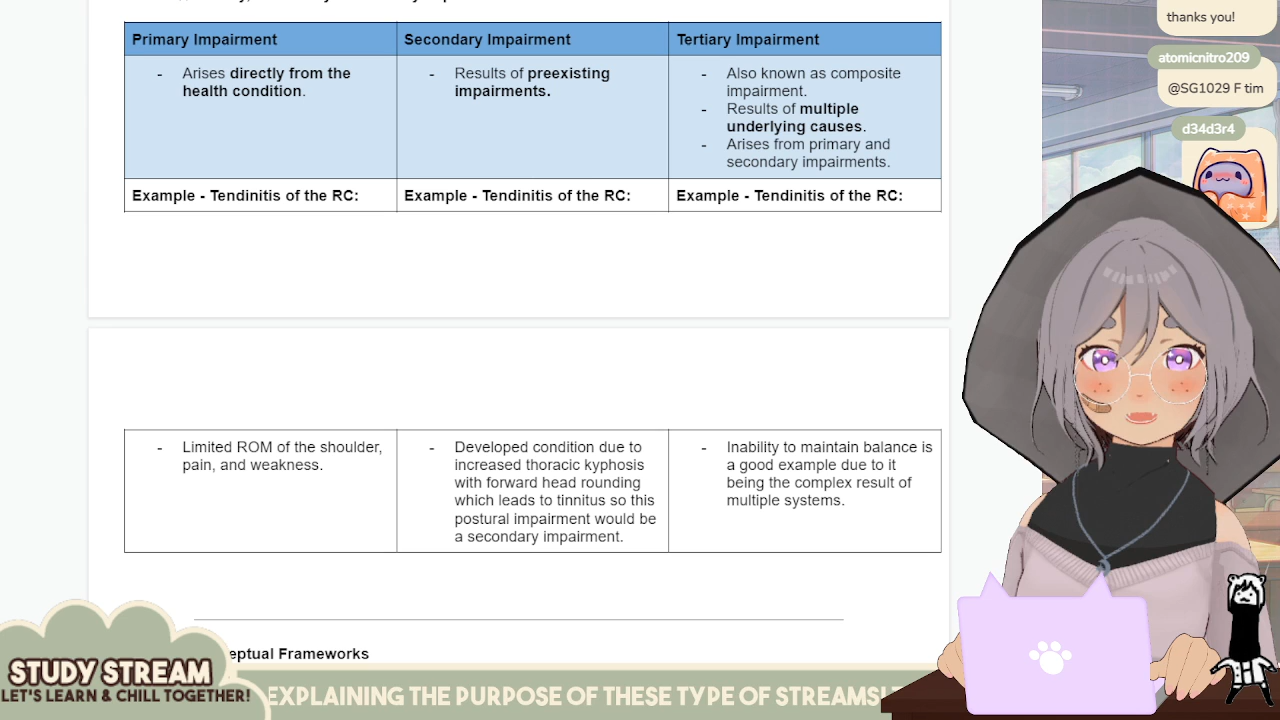 Primary Impairment
Secondary Impairment
Tertiary Impairment
- Arises directly from the
health condition.
- Results of preexisting
impairments.
- Also known as composite
impairment.
- Results of multiple
underlying causes.
- Arises from primary and
secondary impairments.
Example - Tendinitis of the RC:
Example - Tendinitis of the RC:
Example - Tendinitis of the RC:
- Limited ROM of the shoulder,
pain, and weakness.
- Developed condition due to
increased thoracic kyphosis
with forward head rounding
which leads to tinnitus so this
postural impairment would be
a secondary impairment.
- Inability to maintain balance is
a good example due to it
being the complex result of
multiple systems.
eptual Frameworks
STUDY STREAM
LET'S LEARN & CHILL TOGETHER!
EXPLAINING THE PURPOSE OF THESE TYPE OF STREAMS!
thanks you!
atomicnitro209
@SG1029 F tim
d34d3r4